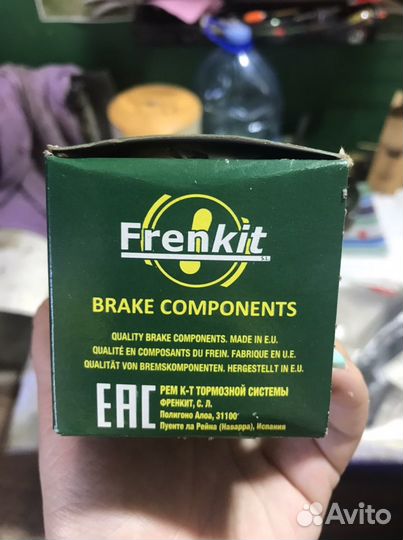 Frenkit
S.L.
BRAKE COMPONENTS
QUALITY BRAKE COMPONENTS. MADE IN E.U.
QUALITÉ EN COMPOSANTS DU FREIN. FABRIQUE EN U.E.
QUALITÄT VON BREMSKOMPONENTEN. HERGESTELLT IN E.U.
EAC
РЕМ К-Т ТОРМОЗНОЙ СИСТЕМЫ
ФРЕНКИТ, С. Л.
Полигоно Алоа, 31100
Пуенте ла Рейна (Наварра), Испания
Avito